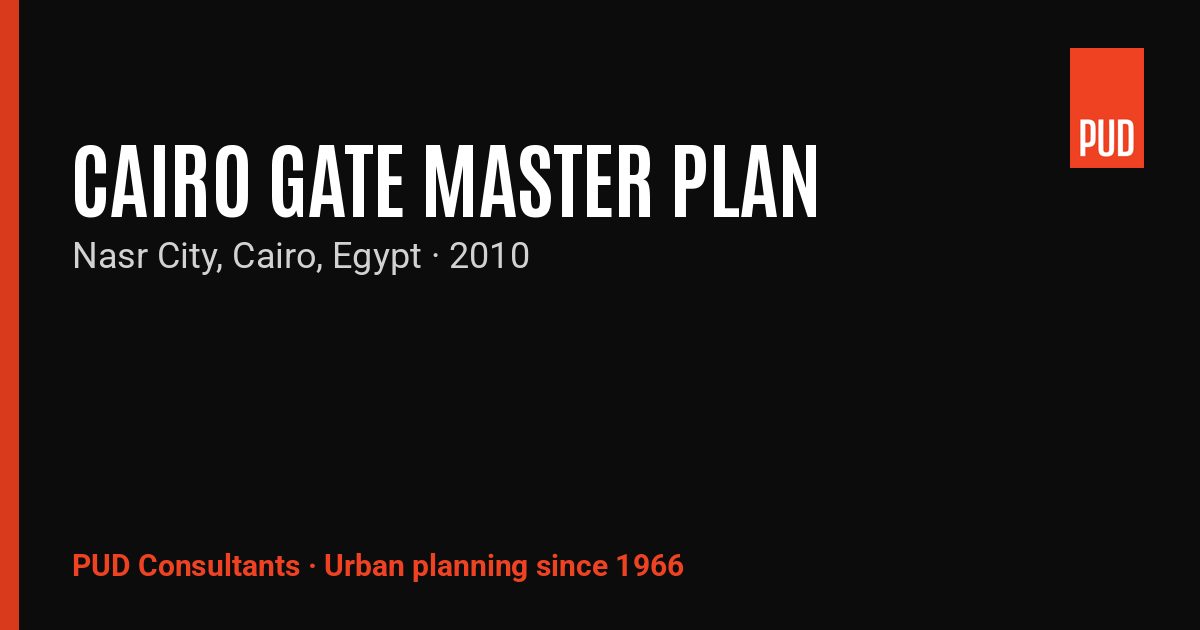 PUD
CAIRO GATE MASTER PLAN
Nasr City, Cairo, Egypt · 2010
PUD Consultants · Urban planning since 1966